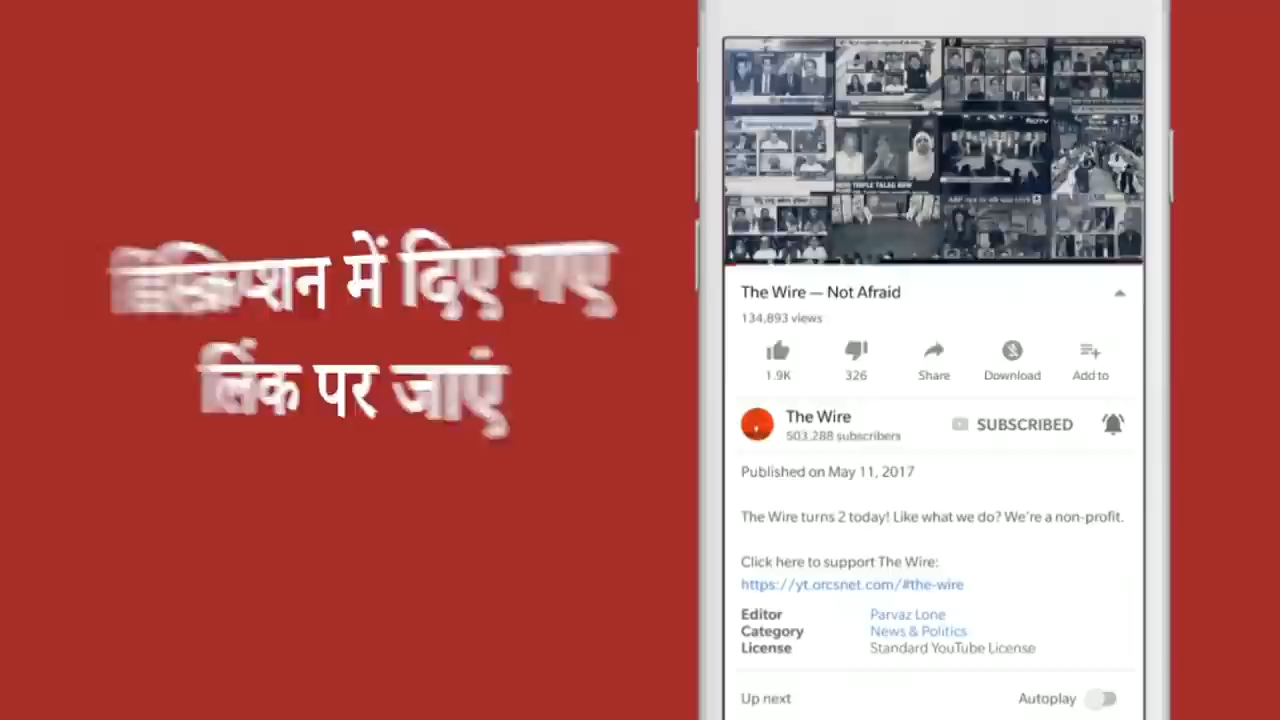 डिस्क्रिप्शन में दिए गए
लिंक पर जाएं
NDTV
The Wire — Not Afraid
134,893 views
1.9K
326
Share
Download
Add to
The Wire
503,288 subscribers
SUBSCRIBED
Published on May 11, 2017
The Wire turns 2 today! Like what we do? We're a non-profit.
Click here to support The Wire:
https://yt.orcsnet.com/#the-wire
Editor Parvaz Lone
Category News & Politics
License Standard YouTube License
Up next
Autoplay